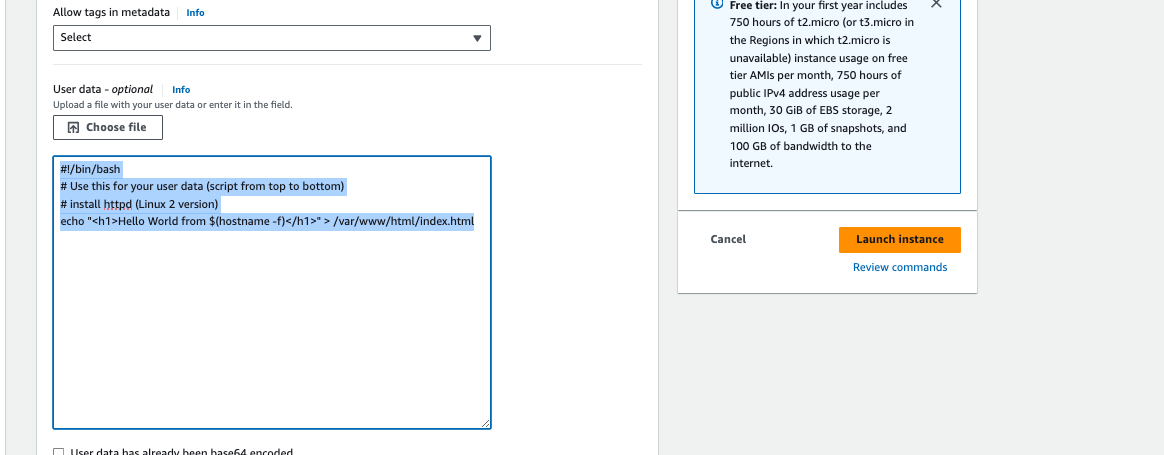 Allow tags in metadata Info
Select
User data - optional Info
Upload a file with your user data or enter it in the field.
Choose file
#!/bin/bash
# Use this for your user data (script from top to bottom)
# install httpd (Linux 2 version)
echo "<h1>Hello World from $(hostname -f)</h1>" > /var/www/html/index.html
User data has already been base64 encoded
Free tier: In your first year includes
750 hours of t2.micro (or t3.micro in
the Regions in which t2.micro is
unavailable) instance usage on free
tier AMIs per month, 750 hours of
public IPv4 address usage per
month, 30 GiB of EBS storage, 2
million IOs, 1 GB of snapshots, and
100 GB of bandwidth to the
internet.
Cancel
Launch instance
Review commands